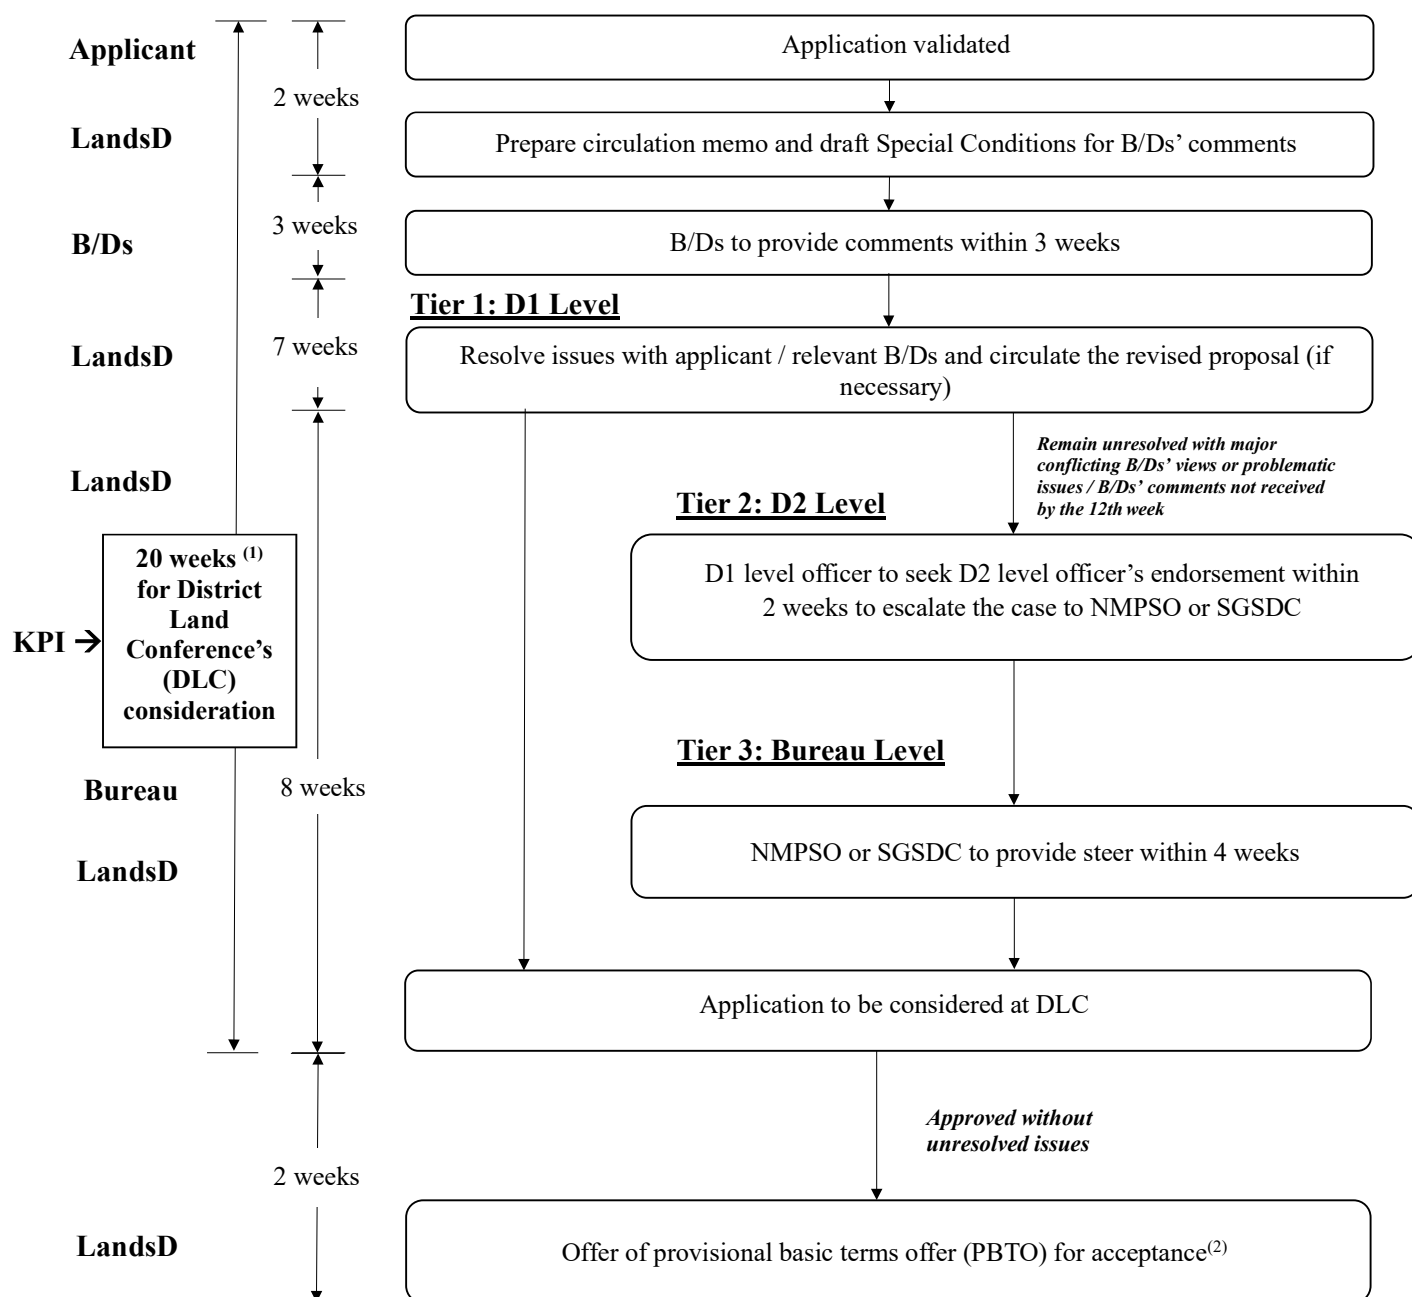 Applicant
2 weeks
Application validated
LandsD
Prepare circulation memo and draft Special Conditions for B/Ds’ comments
3 weeks
B/Ds
B/Ds to provide comments within 3 weeks
Tier 1: D1 Level
LandsD
7 weeks
Resolve issues with applicant / relevant B/Ds and circulate the revised proposal (if
necessary)
Remain unresolved with major
conflicting B/Ds’ views or problematic
issues / B/Ds’ comments not received
by the 12th week
LandsD
Tier 2: D2 Level
D1 level officer to seek D2 level officer’s endorsement within
2 weeks to escalate the case to NMPSO or SGSDC
KPI →
20 weeks (1)
for District
Land
Conference’s
(DLC)
consideration
Tier 3: Bureau Level
Bureau
8 weeks
NMPSO or SGSDC to provide steer within 4 weeks
LandsD
Application to be considered at DLC
Approved without
unresolved issues
2 weeks
LandsD
Offer of provisional basic terms offer (PBTO) for acceptance(2)